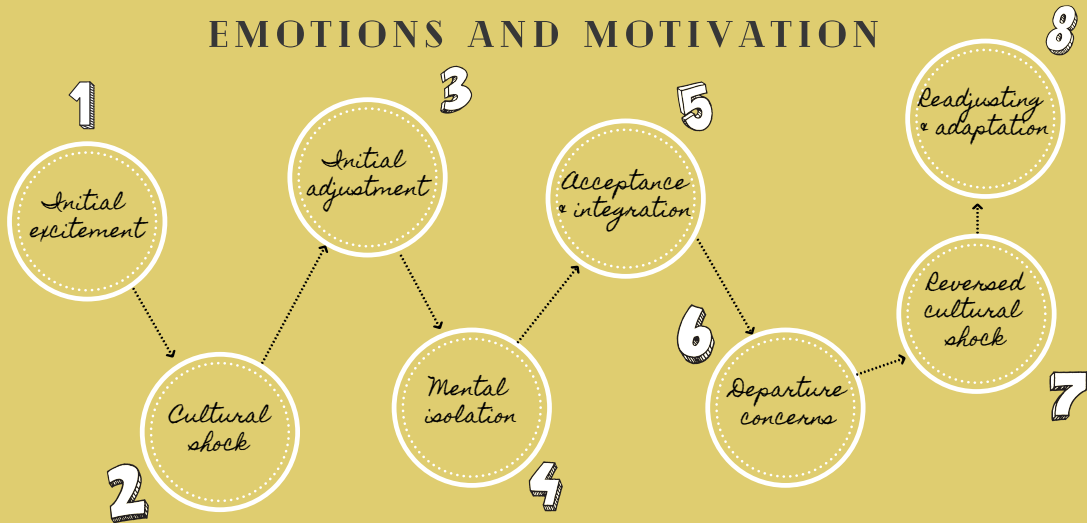 EMOTIONS AND MOTIVATION
1
Initial
excitement
2
Cultural
shock
3
Initial
adjustment
4
Mental
isolation
5
Acceptance
& integration
6
Departure
concerns
7
Reversed
cultural
shock
8
Readjusting
& adaptation